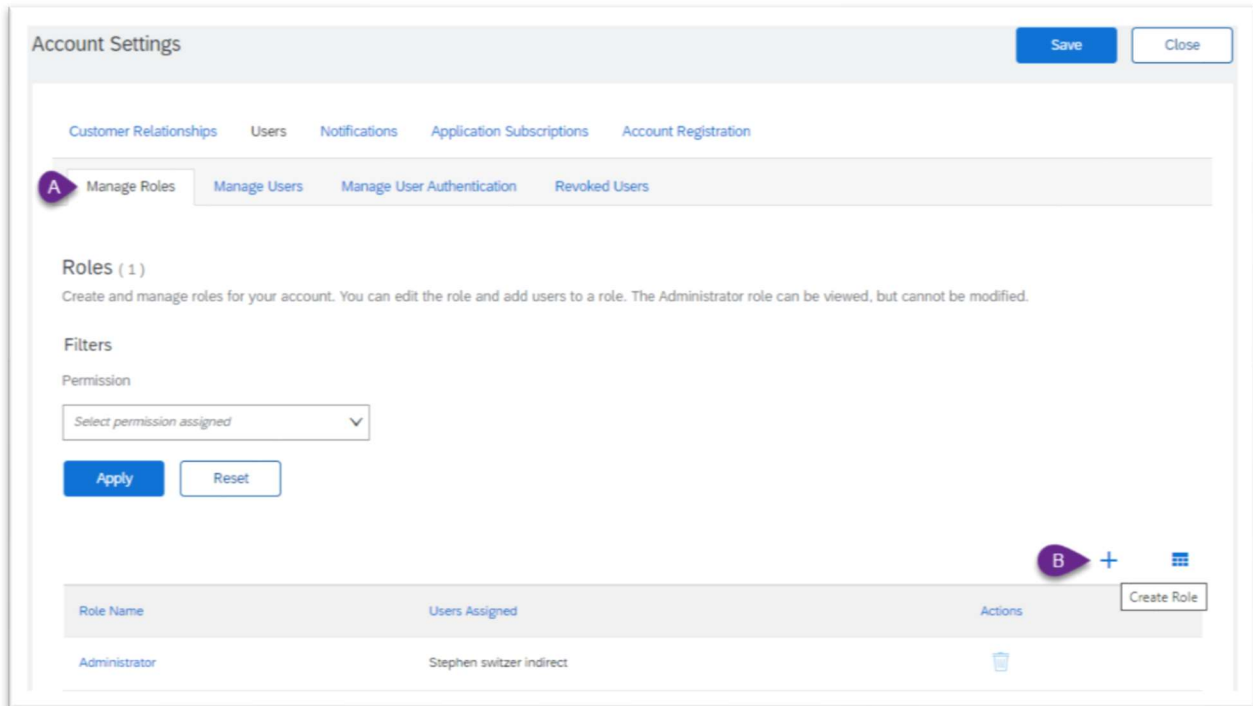 Account Settings
Save
Close
Customer Relationships
Users
Notifications
Application Subscriptions
Account Registration
A
Manage Roles
Manage Users
Manage User Authentication
Revoked Users
Roles ( 1 )
Create and manage roles for your account. You can edit the role and add users to a role. The Administrator role can be viewed, but cannot be modified.
Filters
Permission
Select permission assigned
Apply
Reset
B
Create Role
Role Name
Users Assigned
Actions
Administrator
Stephen switzer indirect